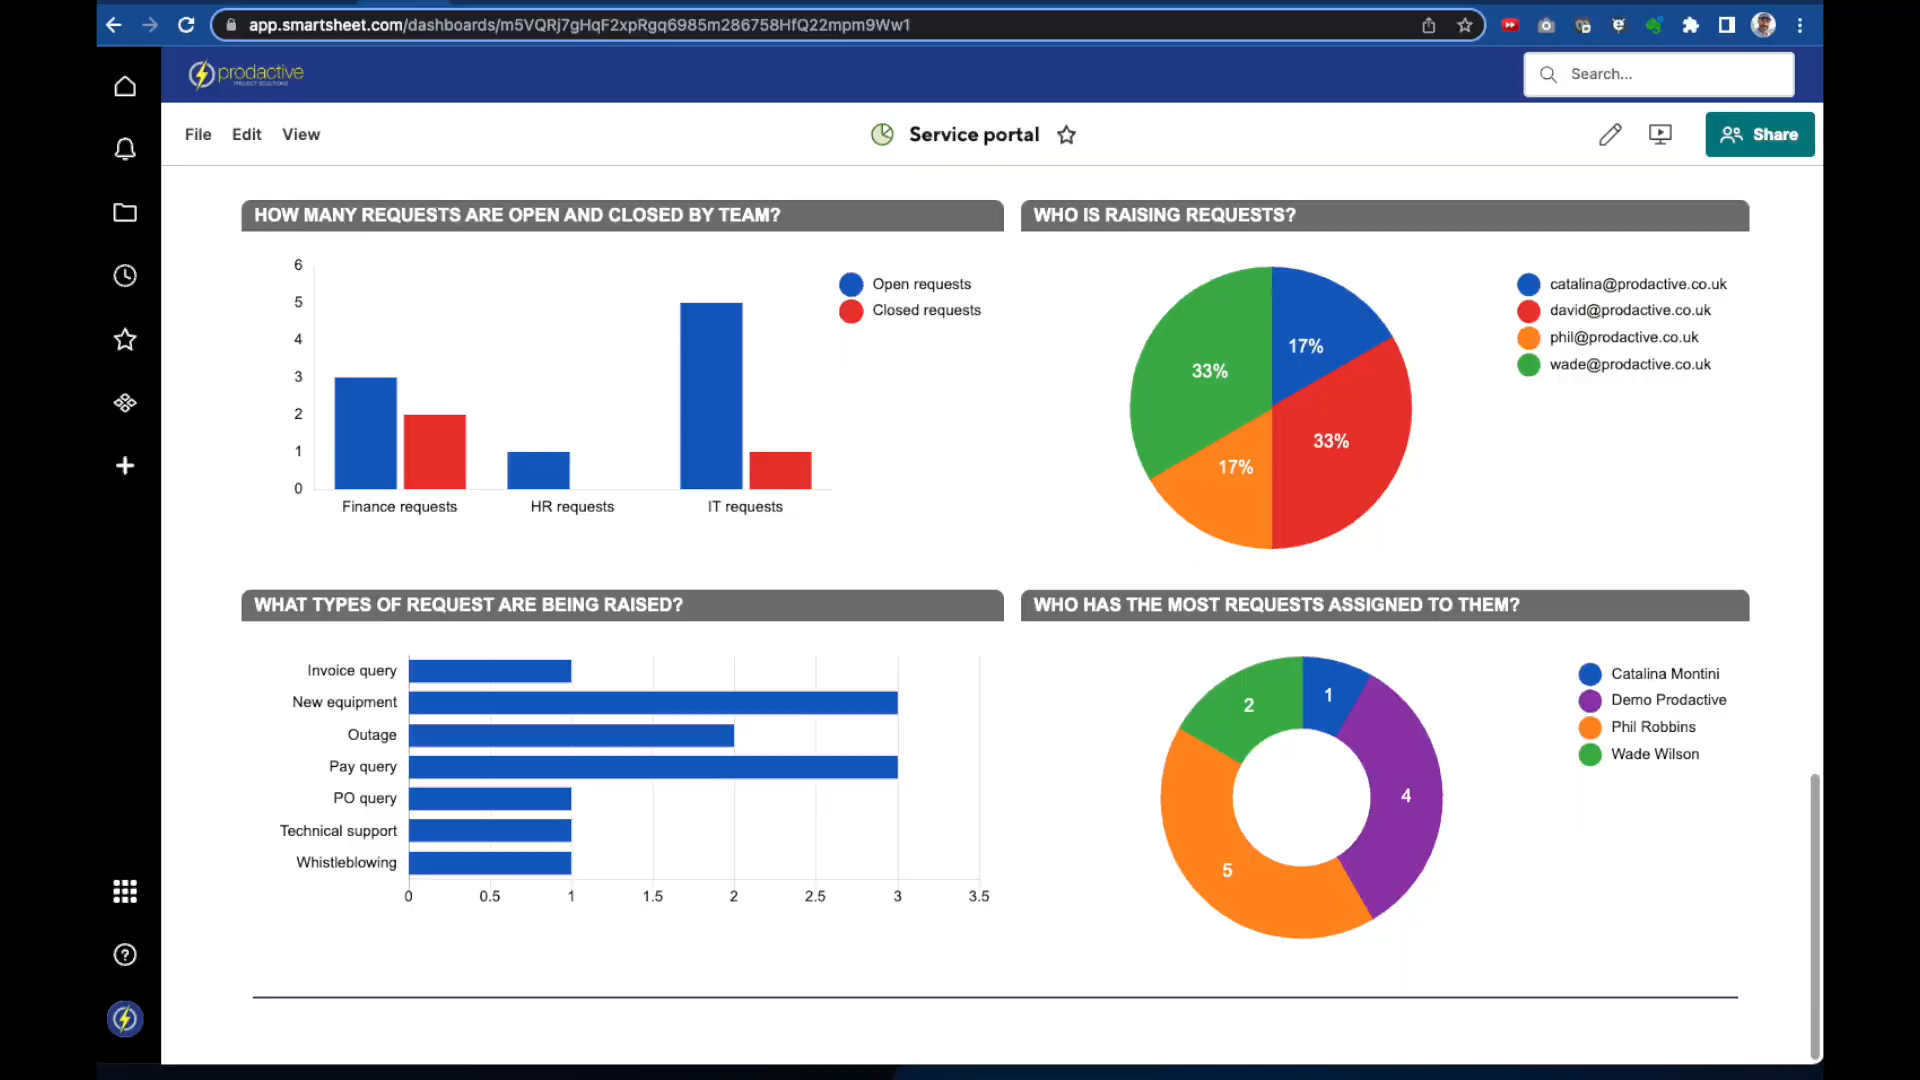 app.smartsheet.com/dashboards/m5VQRj7gHqF2xpRgq6985m286758HfQ22mpm9Ww1
prodactive
PROJECT SOLUTIONS
Search...
File Edit View
Service portal
Share
HOW MANY REQUESTS ARE OPEN AND CLOSED BY TEAM?
6
5
4
3
2
1
0
Finance requests HR requests IT requests
Open requests
Closed requests
WHO IS RAISING REQUESTS?
17%
33%
33%
17%
catalina@prodactive.co.uk
david@prodactive.co.uk
phil@prodactive.co.uk
wade@prodactive.co.uk
WHAT TYPES OF REQUEST ARE BEING RAISED?
Invoice query
New equipment
Outage
Pay query
PO query
Technical support
Whistleblowing
0 0.5 1 1.5 2 2.5 3 3.5
WHO HAS THE MOST REQUESTS ASSIGNED TO THEM?
1
2
4
5
Catalina Montini
Demo Prodactive
Phil Robbins
Wade Wilson